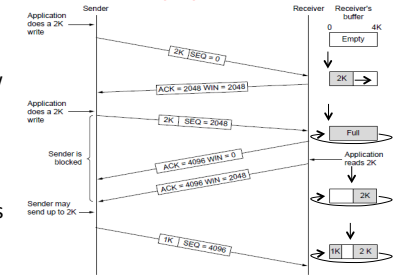 Sender
Receiver
Receiver's
buffer
Application
does a 2K
write
0 4K
Empty
2K SEQ = 0
2K
ACK = 2048 WIN = 2048
Application
does a 2K
write
2K SEQ = 2048
Full
Sender is
blocked
ACK = 4096 WIN = 0
Application
reads 2K
ACK = 4096 WIN = 2048
2K
Sender may
send up to 2K
1K SEQ = 4096
1K 2 K